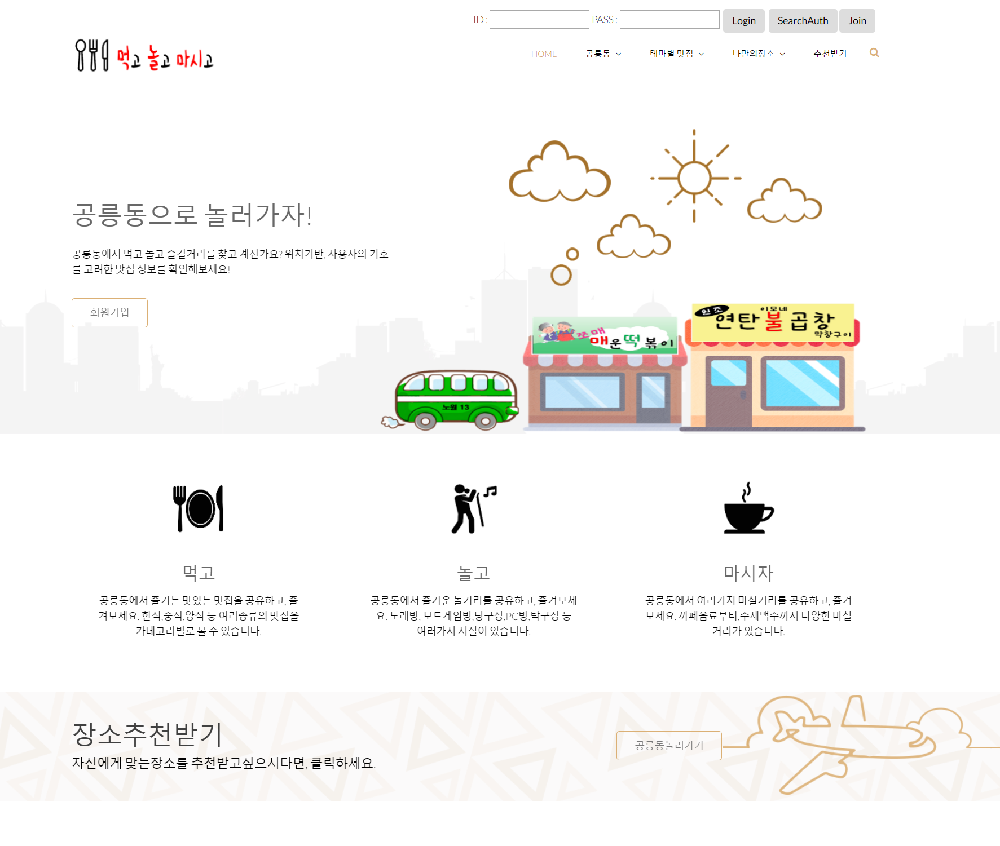 ID : PASS : Login SearchAuth Join
먹고 놀고 마시고
HOME 공릉동 테마별 맛집 나만의장소 추천받기
공릉동으로 놀러가자!
공릉동에서 먹고 놀고 즐길거리를 찾고 계신가요? 위치기반, 사용자의 기호
를 고려한 맛집 정보를 확인해보세요!
회원가입
쪼매
매운떡볶이
원조
이모네
연탄불곱창
막창구이
노원 13
먹고
공릉동에서 즐기는 맛있는 맛집을 공유하고, 즐
겨보세요. 한식,중식,양식 등 여러종류의 맛집을
카테고리별로 볼 수 있습니다.
놀고
공릉동에서 즐거운 놀거리를 공유하고, 즐겨보세
요. 노래방, 보드게임방,당구장,PC방,탁구장 등
여러가지 시설이 있습니다.
마시자
공릉동에서 여러가지 마실거리를 공유하고, 즐겨
보세요. 까페음료부터,수제맥주까지 다양한 마실
거리가 있습니다.
장소추천받기
자신에게 맞는장소를 추천받고싶으시다면, 클릭하세요.
공릉동놀러가기